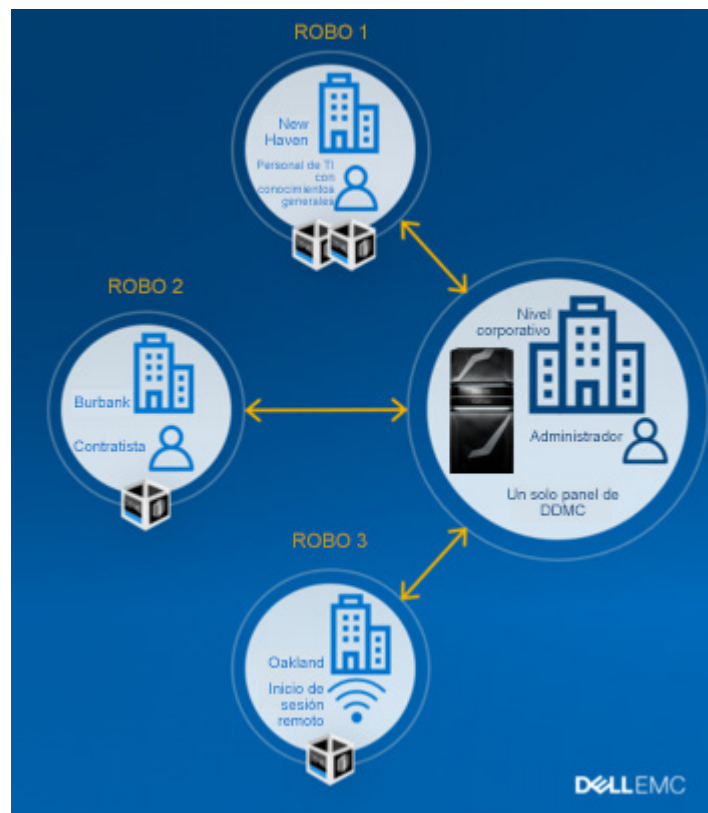 ROBO 1
New
Haven
Personal de TI
con
conocimientos
generales
ROBO 2
Burbank
Contratista
Nivel
corporativo
Administrador
Un solo panel de
DDMC
ROBO 3
Oakland
Inicio de
sesión
remoto
DELLEMC